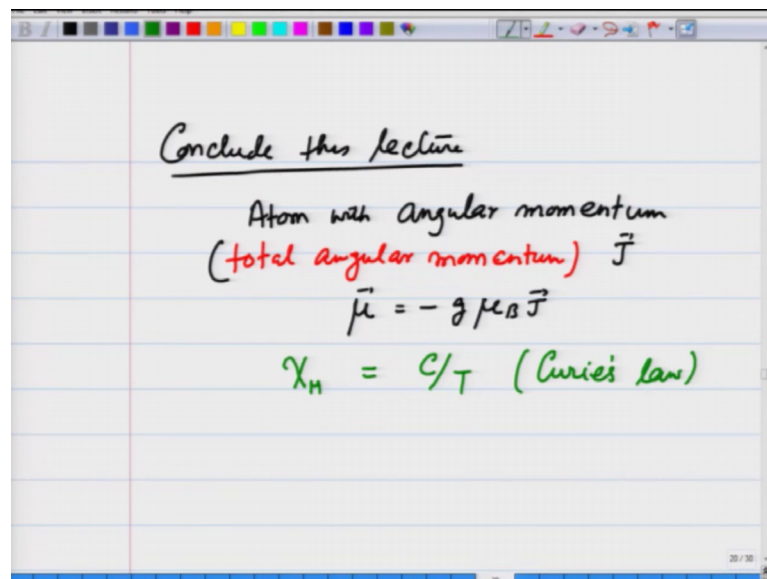 Conclude this lecture
Atom with angular momentum
(total angular momentum) J⃗
μ⃗ = - g μB J⃗
χM = C/T (Curie's law)
20 / 30